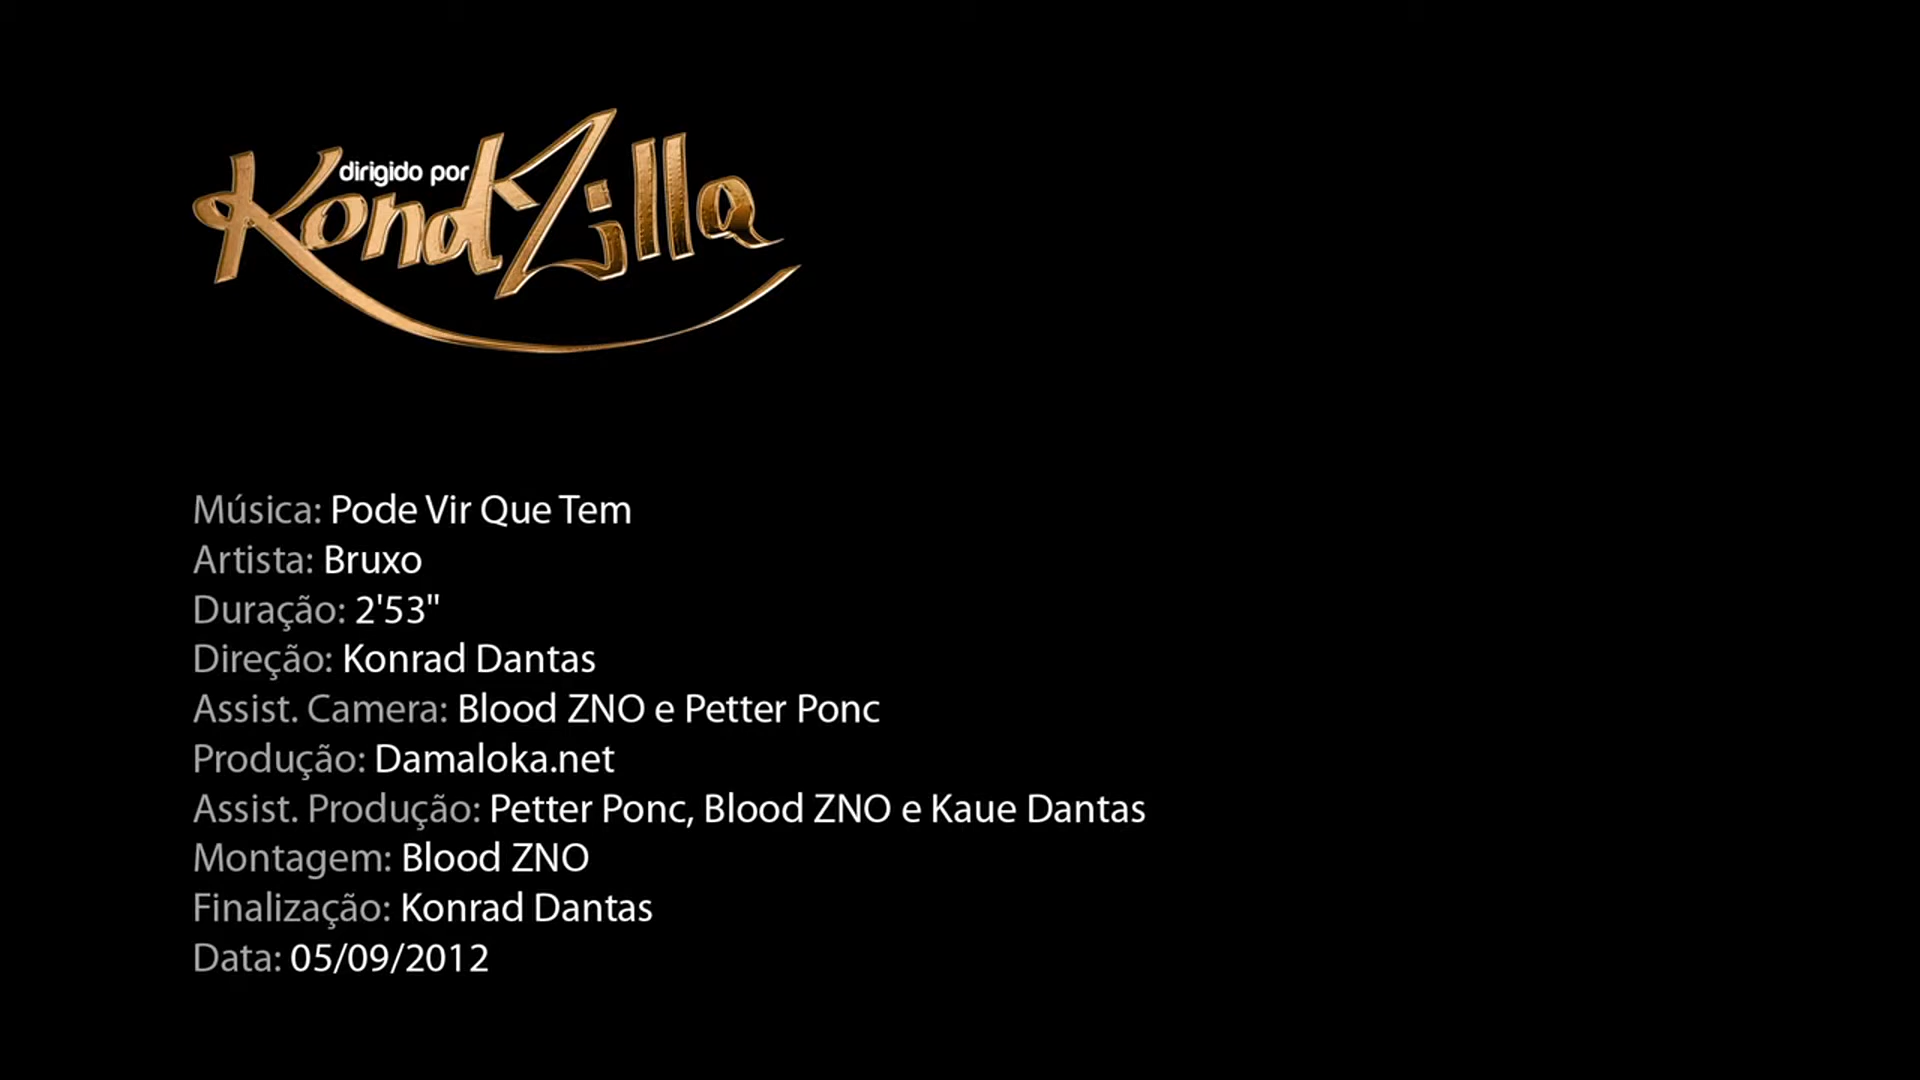 dirigido por
KondZilla
Música: Pode Vir Que Tem
Artista: Bruxo
Duração: 2'53"
Direção: Konrad Dantas
Assist. Camera: Blood ZNO e Petter Ponc
Produção: Damaloka.net
Assist. Produção: Petter Ponc, Blood ZNO e Kaue Dantas
Montagem: Blood ZNO
Finalização: Konrad Dantas
Data: 05/09/2012